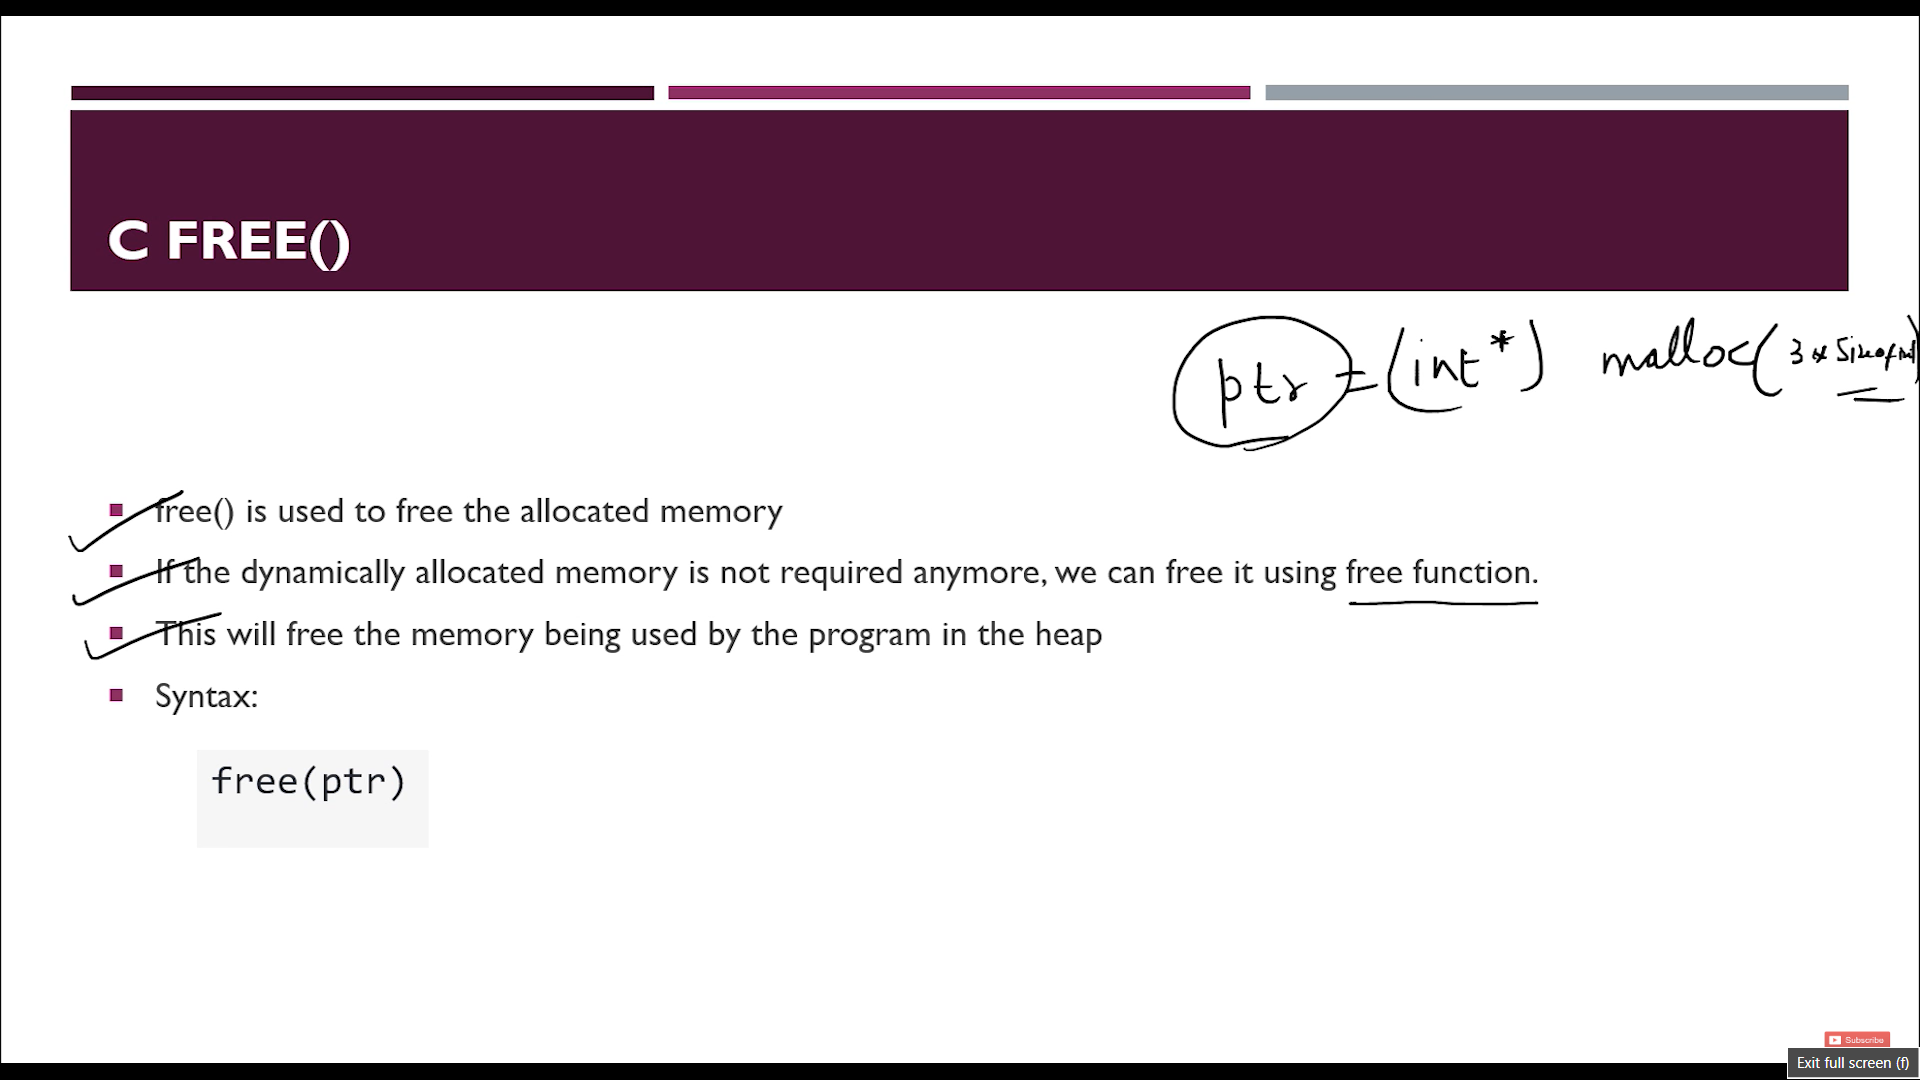 C FREE()
ptr = (int *) malloc(3 * sizeof int)
free() is used to free the allocated memory
If the dynamically allocated memory is not required anymore, we can free it using free function.
This will free the memory being used by the program in the heap
Syntax:
free(ptr)
Subscribe
Exit full screen (f)